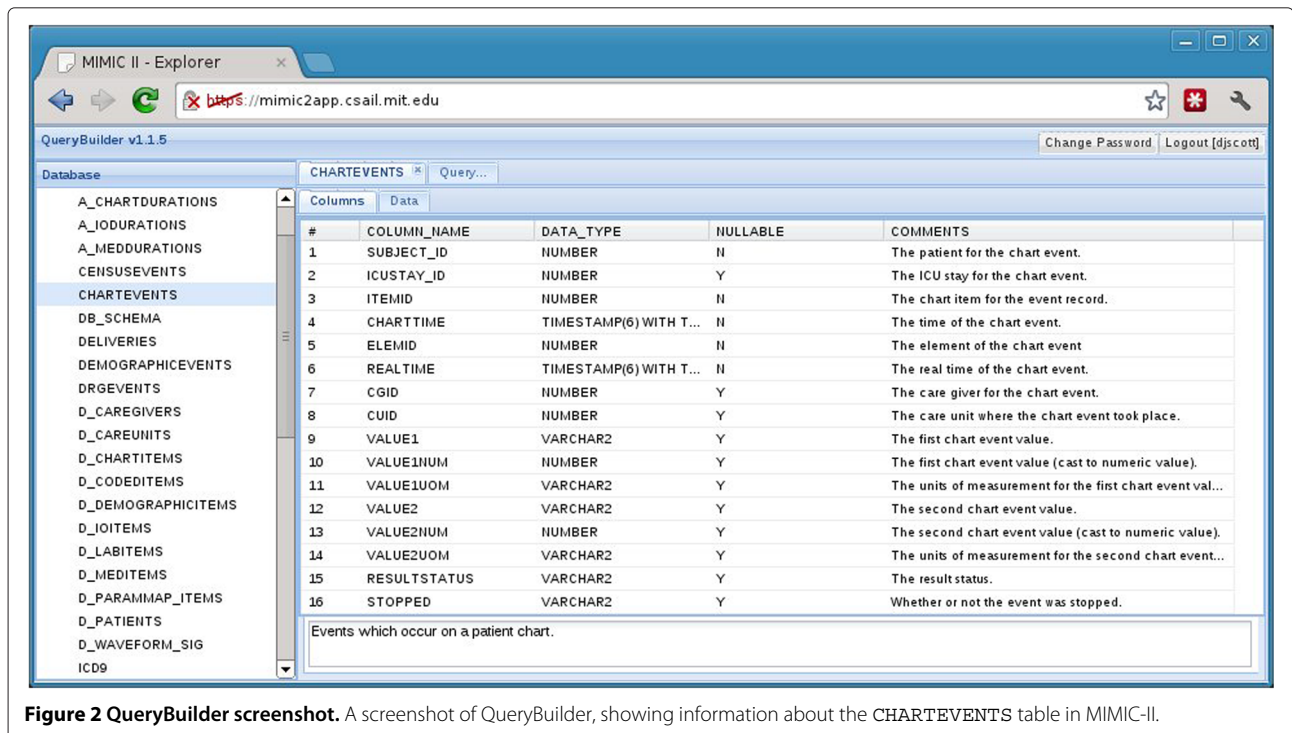 MIMIC II - Explorer
https://mimic2app.csail.mit.edu
QueryBuilder v1.1.5
Change Password Logout [djscott]
Database
A_CHARTDURATIONS
A_IODURATIONS
A_MEDDURATIONS
CENSUSEVENTS
CHARTEVENTS
DB_SCHEMA
DELIVERIES
DEMOGRAPHICEVENTS
DRGEVENTS
D_CAREGIVERS
D_CAREUNITS
D_CHARTITEMS
D_CODEDITEMS
D_DEMOGRAPHICITEMS
D_IOITEMS
D_LABITEMS
D_MEDITEMS
D_PARAMMAP_ITEMS
D_PATIENTS
D_WAVEFORM_SIG
ICD9
CHARTEVENTS Query...
Columns Data
# COLUMN_NAME DATA_TYPE NULLABLE COMMENTS
1 SUBJECT_ID NUMBER N The patient for the chart event.
2 ICUSTAY_ID NUMBER Y The ICU stay for the chart event.
3 ITEMID NUMBER N The chart item for the event record.
4 CHARTTIME TIMESTAMP(6) WITH T... N The time of the chart event.
5 ELEMID NUMBER N The element of the chart event
6 REALTIME TIMESTAMP(6) WITH T... N The real time of the chart event.
7 CGID NUMBER Y The care giver for the chart event.
8 CUID NUMBER Y The care unit where the chart event took place.
9 VALUE1 VARCHAR2 Y The first chart event value.
10 VALUE1NUM NUMBER Y The first chart event value (cast to numeric value).
11 VALUE1UOM VARCHAR2 Y The units of measurement for the first chart event val...
12 VALUE2 VARCHAR2 Y The second chart event value.
13 VALUE2NUM NUMBER Y The second chart event value (cast to numeric value).
14 VALUE2UOM VARCHAR2 Y The units of measurement for the second chart event...
15 RESULTSTATUS VARCHAR2 Y The result status.
16 STOPPED VARCHAR2 Y Whether or not the event was stopped.
Events which occur on a patient chart.
Figure 2 QueryBuilder screenshot. A screenshot of QueryBuilder, showing information about the CHARTEVENTS table in MIMIC-II.